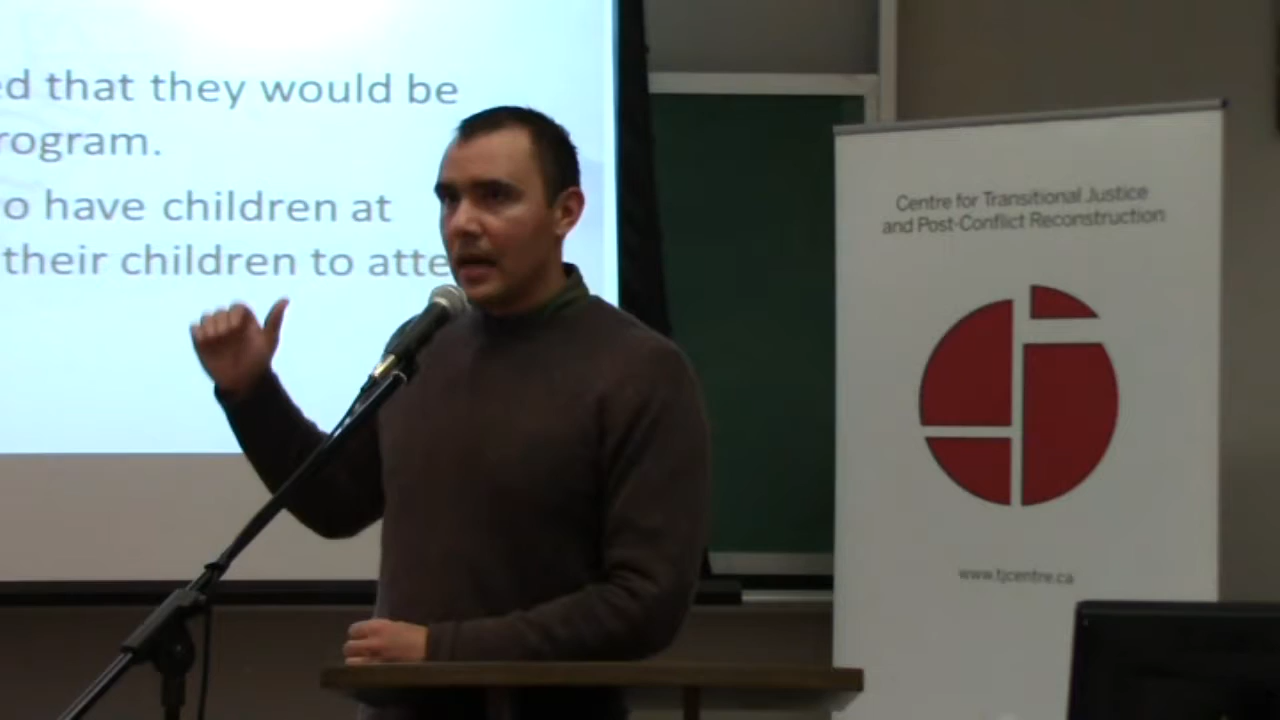 ed that they would be
rogram.
o have children at
their children to atte
Centre for Transitional Justice
and Post-Conflict Reconstruction
www.tjcentre.ca